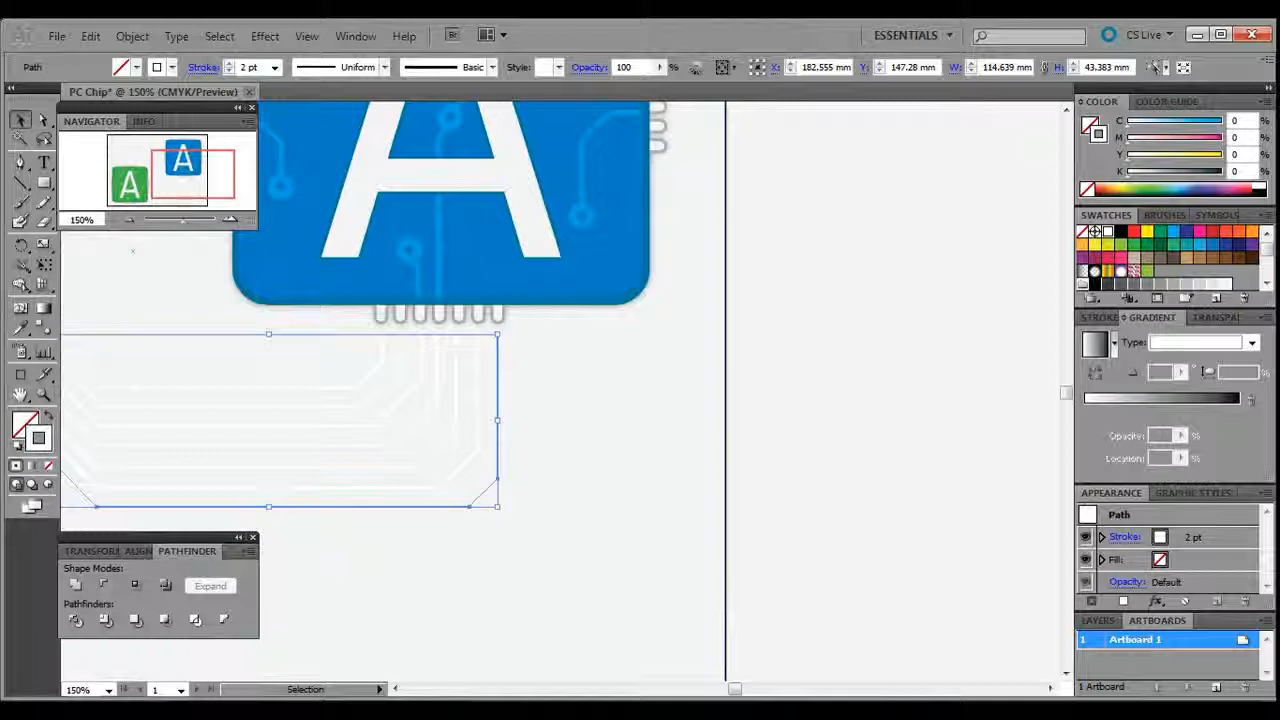 Ai File Edit Object Type Select Effect View Window Help Br ESSENTIALS CS Live
Path Stroke: 2 pt Uniform Basic Style: Opacity: 100 % X: 182.555 mm Y: 147.28 mm W: 114.639 mm H: 43.383 mm
PC Chip* @ 150% (CMYK/Preview)
NAVIGATOR INFO
A
A
150%
A
COLOR COLOR GUIDE
C 0 %
M 0 %
Y 0 %
K 0 %
SWATCHES BRUSHES SYMBOLS
STROKE GRADIENT TRANSPA
Type:
Opacity:
Location:
APPEARANCE GRAPHIC STYLES
Path
Stroke: 2 pt
Fill:
Opacity: Default
LAYERS ARTBOARDS
1 Artboard 1
1 Artboard
TRANSFORM ALIGN PATHFINDER
Shape Modes:
Expand
Pathfinders:
150% 1 Selection